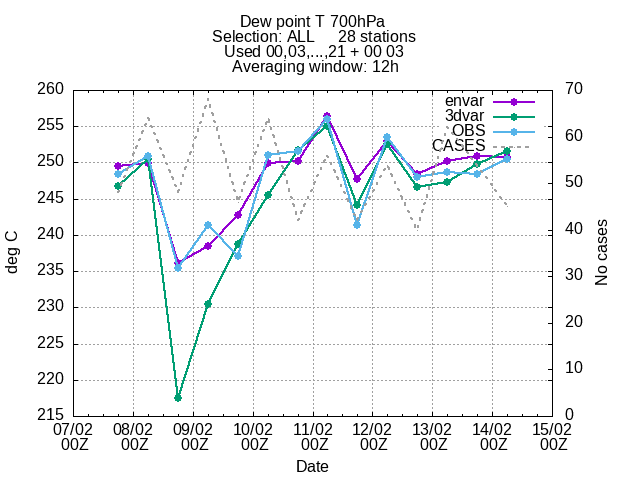 Dew point T 700hPa
Selection: ALL 28 stations
Used 00,03,...,21 + 00 03
Averaging window: 12h
260
255
250
245
240
235
230
225
220
215
deg C
70
60
50
40
30
20
10
0
No cases
envar
3dvar
OBS
CASES
07/02 08/02 09/02 10/02 11/02 12/02 13/02 14/02 15/02
00Z 00Z 00Z 00Z 00Z 00Z 00Z 00Z 00Z
Date